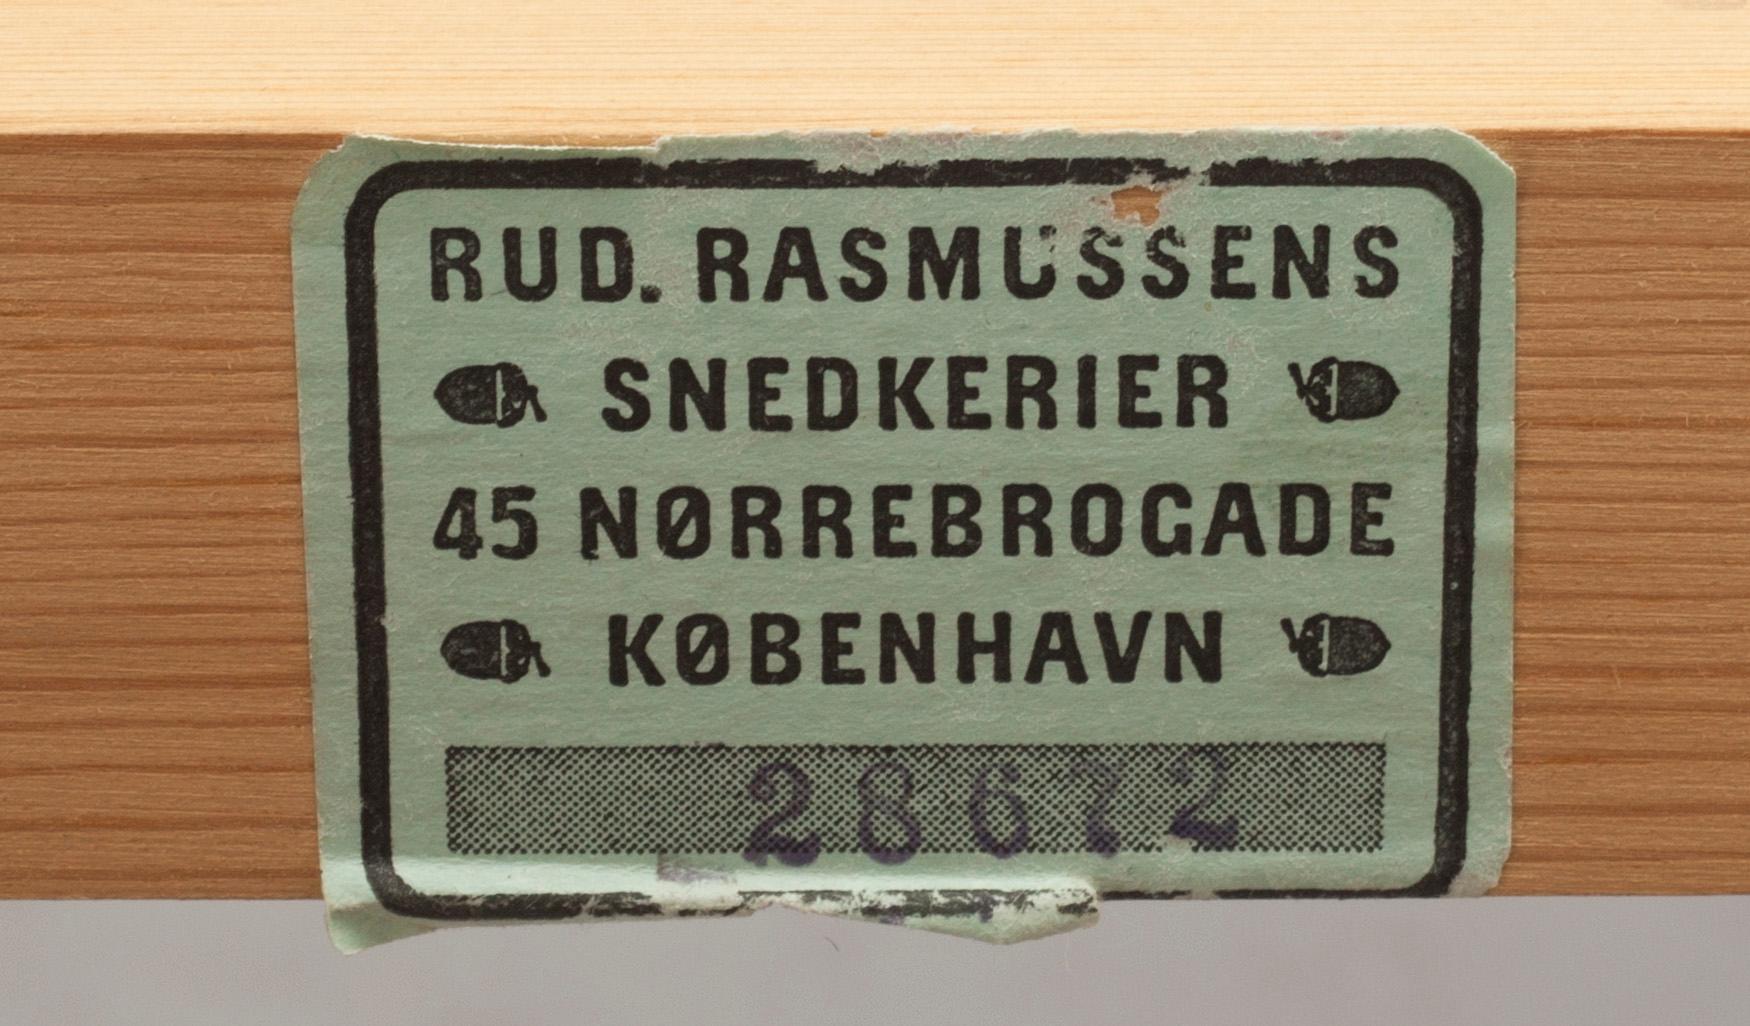 RUD. RASMUSSENS
SNEDKERIER
45 NØRREBROGADE
KØBENHAVN
28672